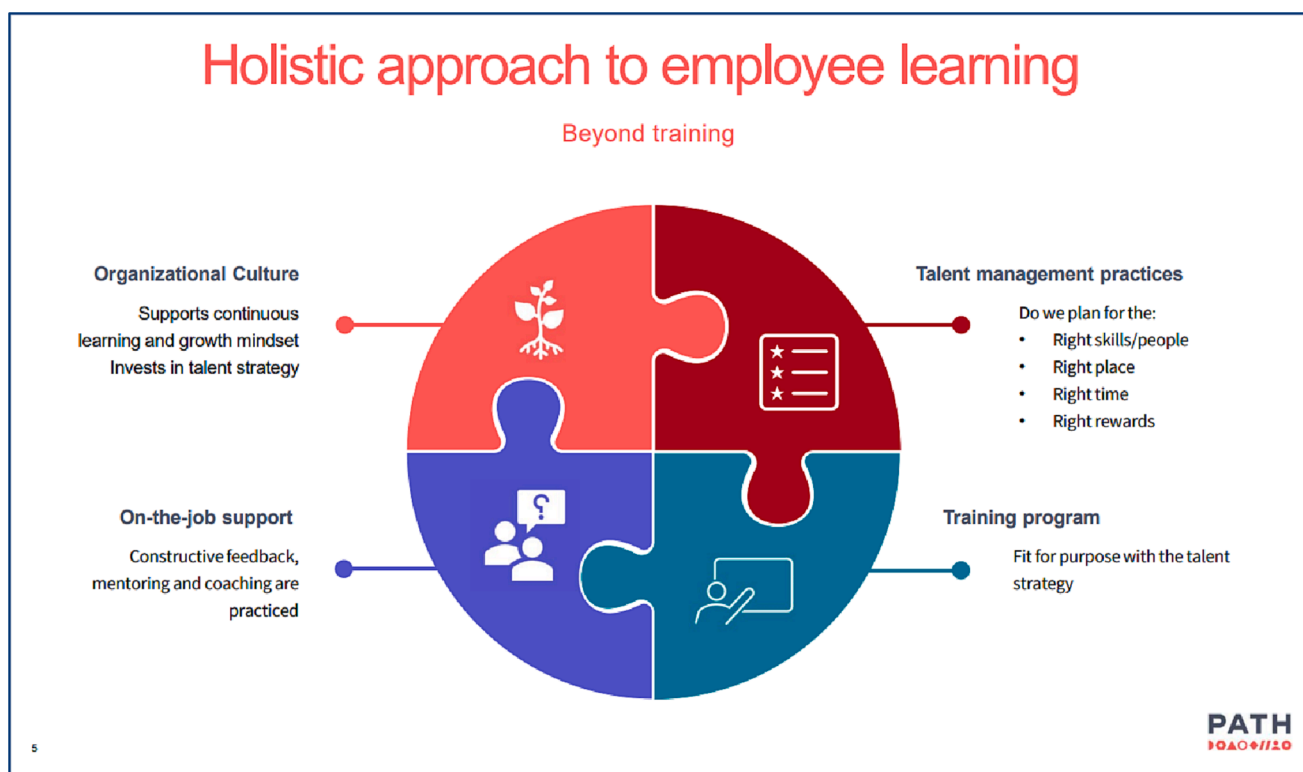 Holistic approach to employee learning
Beyond training
Organizational Culture
Supports continuous
learning and growth mindset
Invests in talent strategy
Talent management practices
Do we plan for the:
• Right skills/people
• Right place
• Right time
• Right rewards
On-the-job support
Constructive feedback,
mentoring and coaching are
practiced
Training program
Fit for purpose with the talent
strategy
?
PATH
5